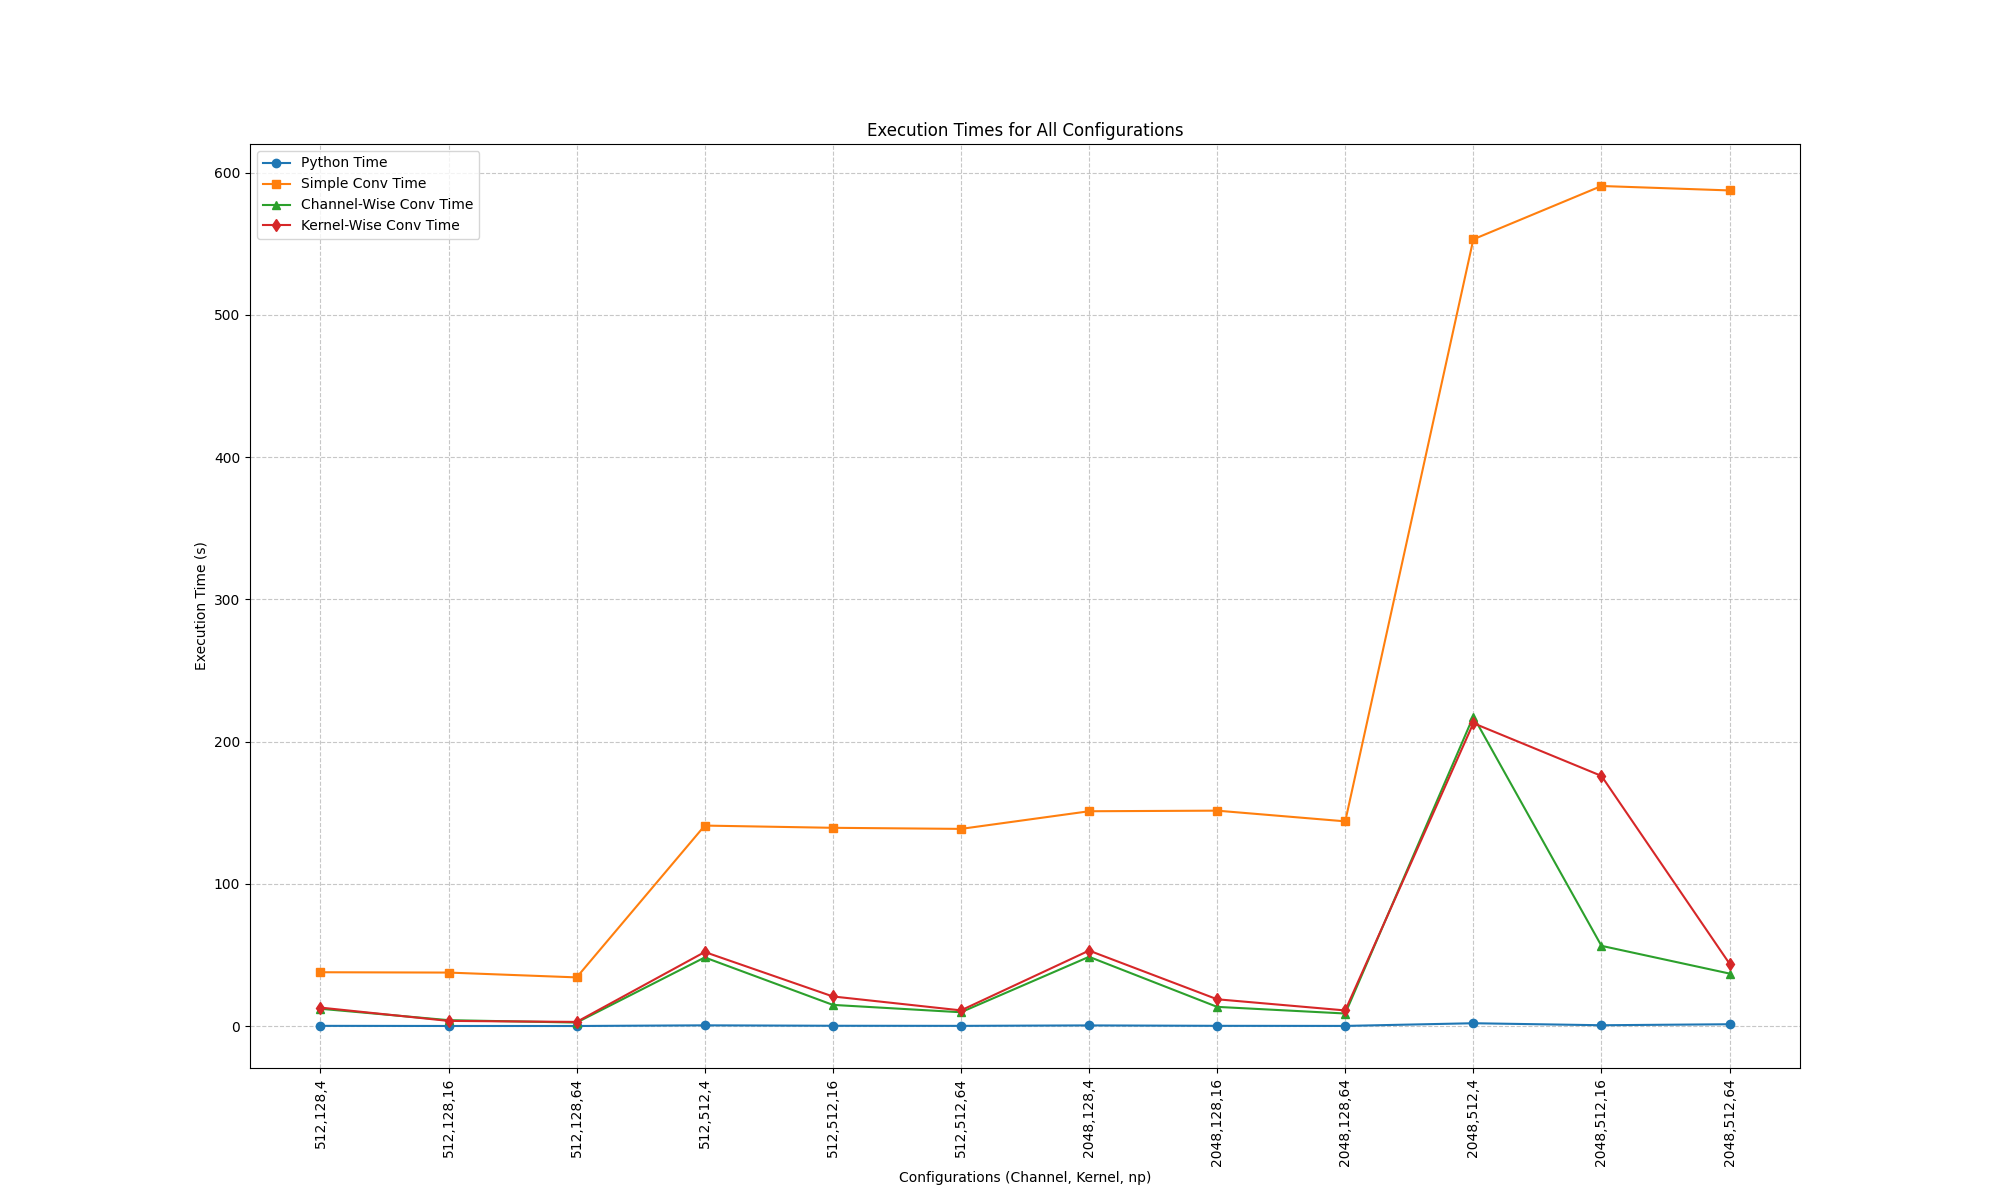 Execution Times for All Configurations
Python Time
Simple Conv Time
Channel-Wise Conv Time
Kernel-Wise Conv Time
Execution Time (s)
600
500
400
300
200
100
0
512,128,4
512,128,16
512,128,64
512,512,4
512,512,16
512,512,64
2048,128,4
2048,128,16
2048,128,64
2048,512,4
2048,512,16
2048,512,64
Configurations (Channel, Kernel, np)